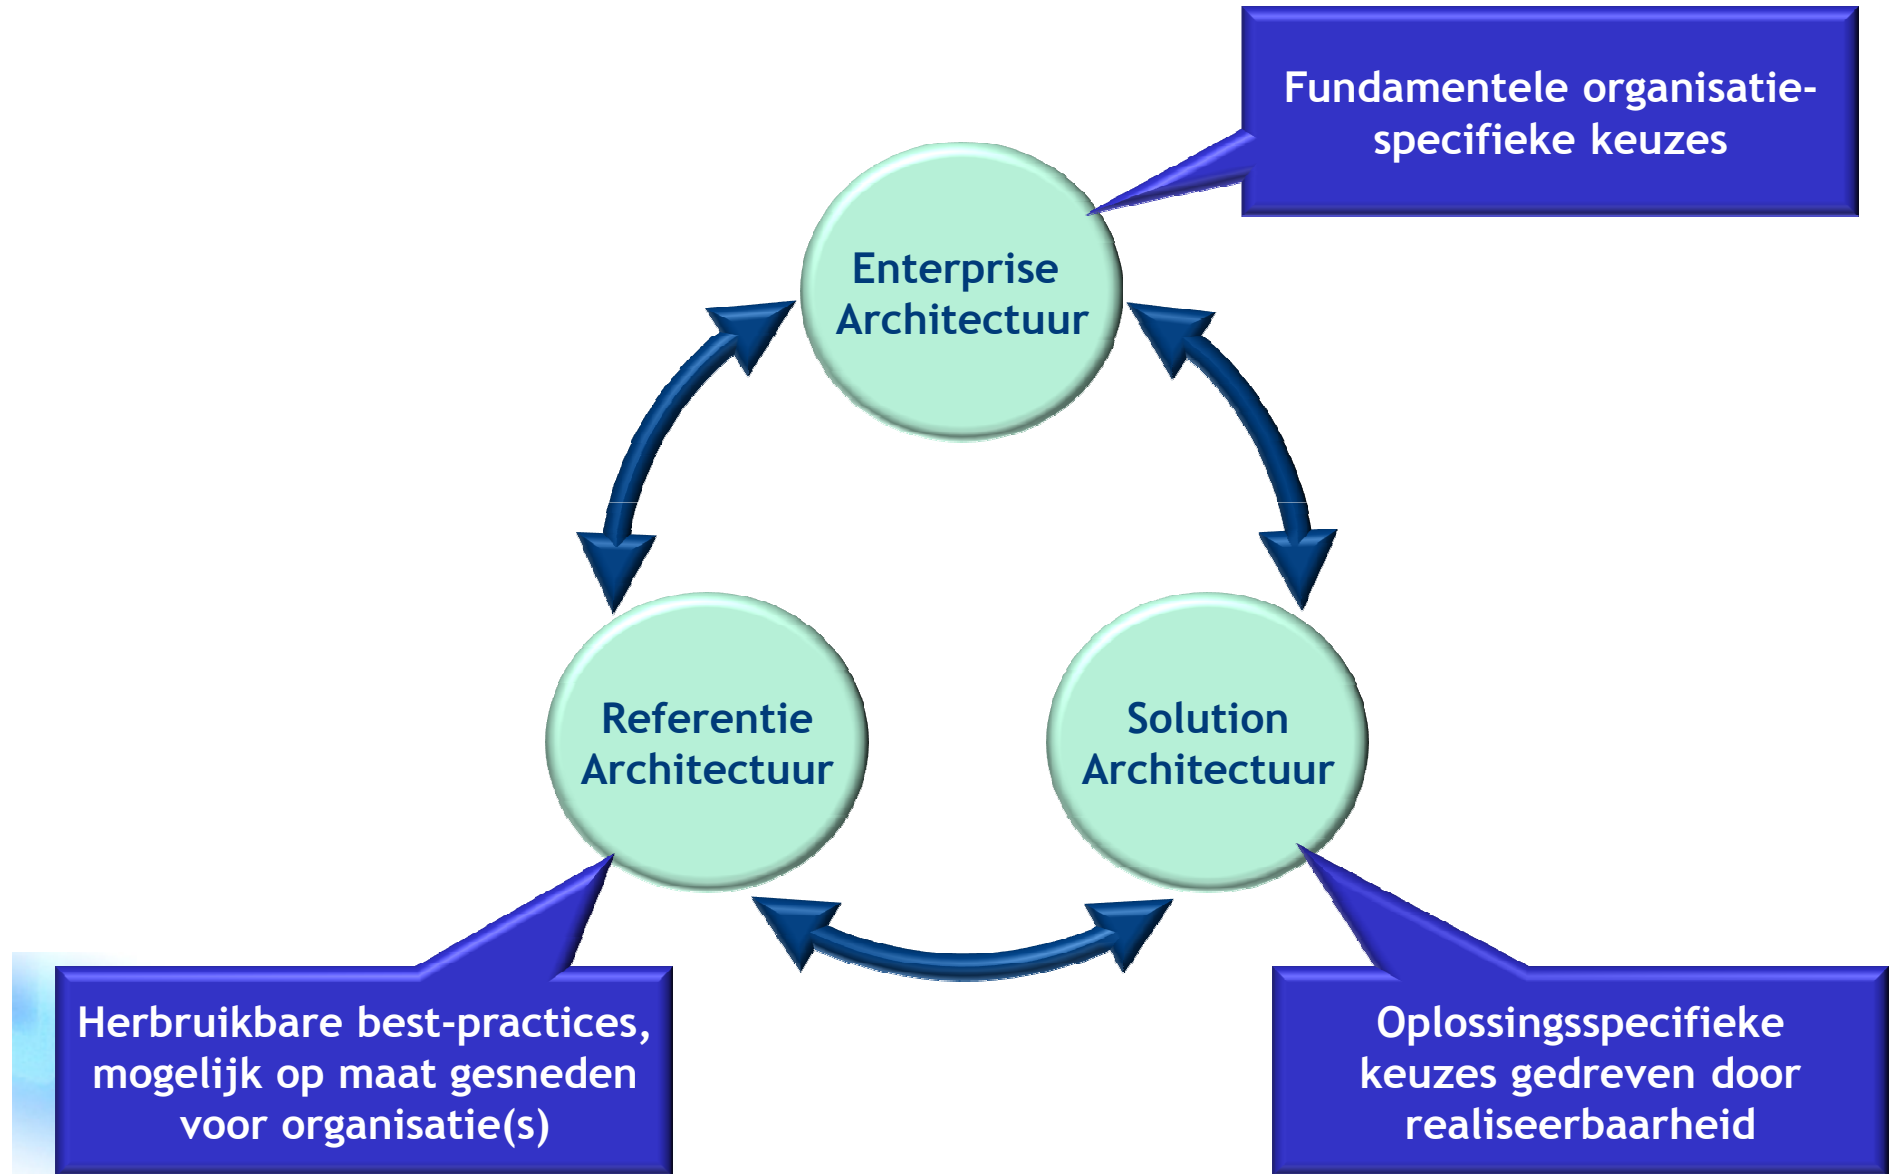 Fundamentele organisatie-
specifieke keuzes
Enterprise
Architectuur
Referentie
Architectuur
Solution
Architectuur
Herbruikbare best-practices,
mogelijk op maat gesneden
voor organisatie(s)
Oplossingsspecifieke
keuzes gedreven door
realiseerbaarheid